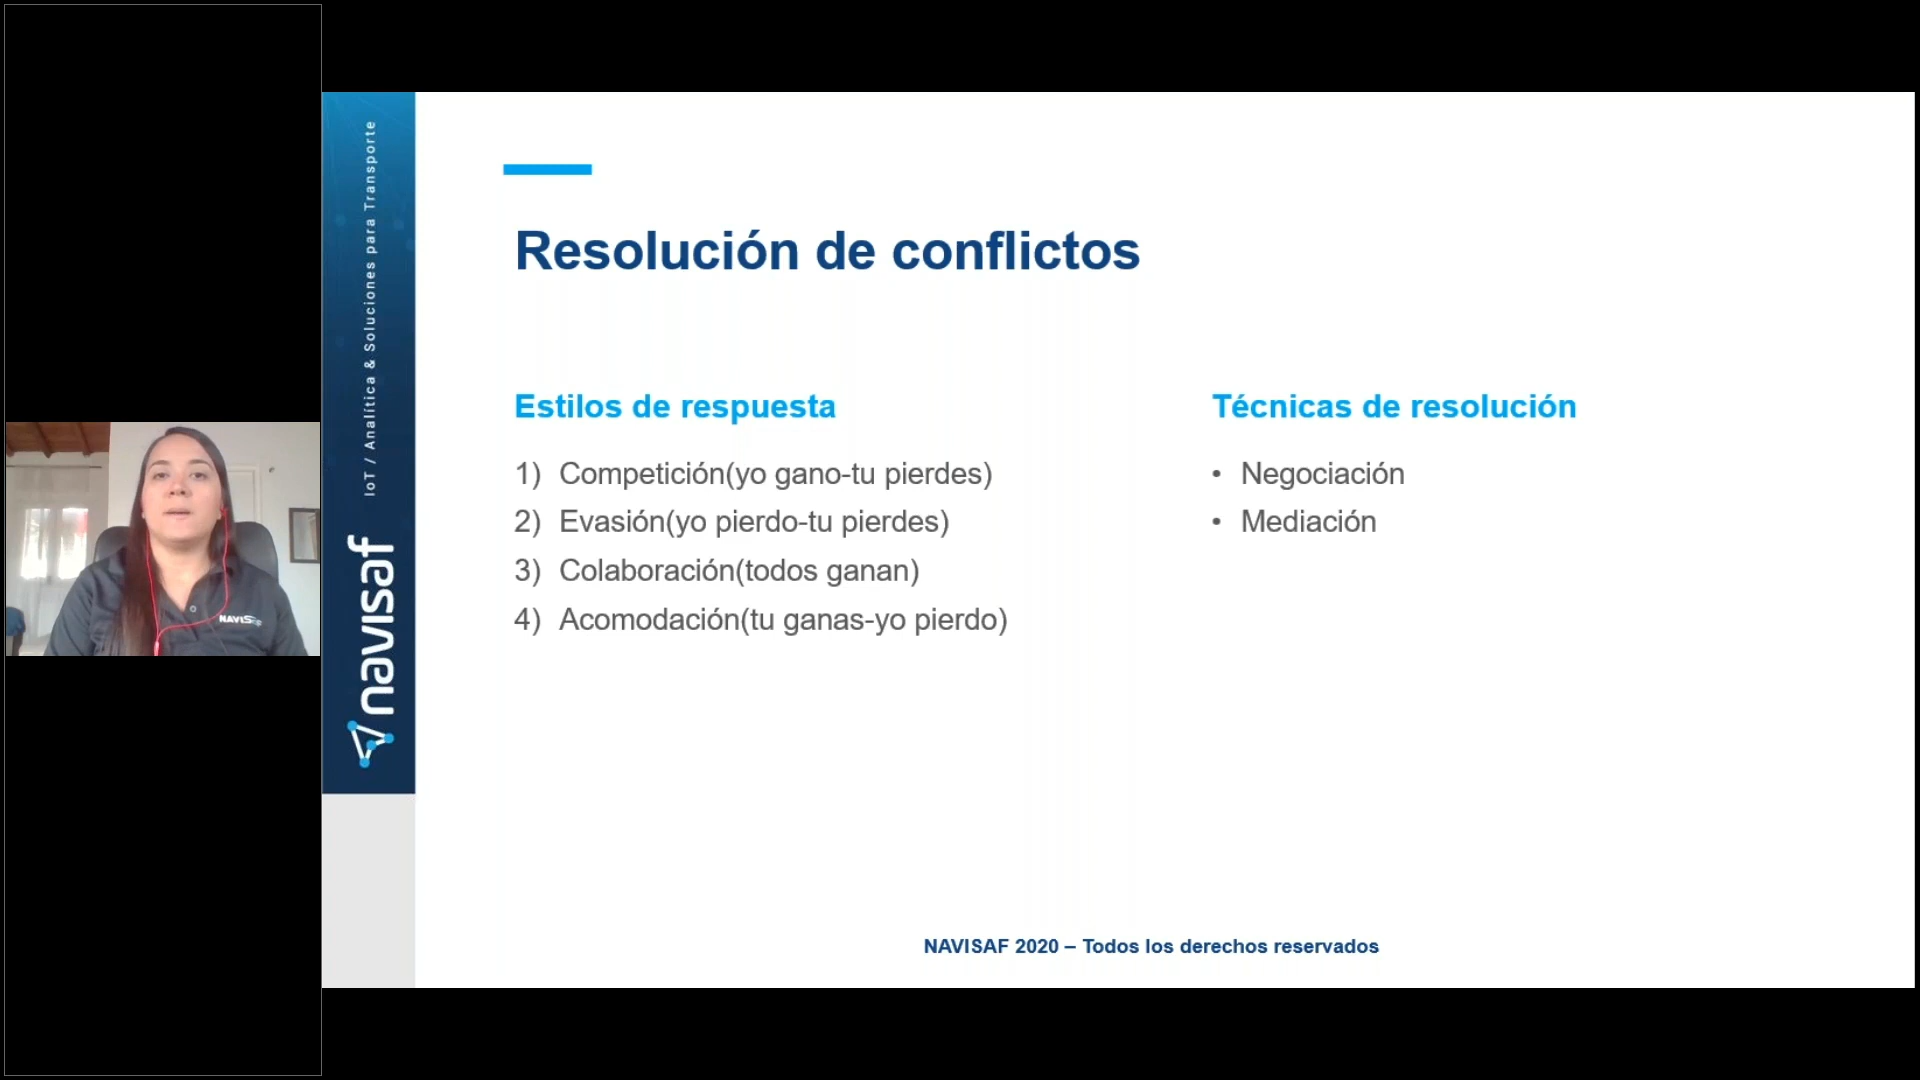 IoT / Analítica & Soluciones para Transporte
navisaf
Resolución de conflictos
Estilos de respuesta
1) Competición(yo gano-tu pierdes)
2) Evasión(yo pierdo-tu pierdes)
3) Colaboración(todos ganan)
4) Acomodación(tu ganas-yo pierdo)
Técnicas de resolución
• Negociación
• Mediación
NAVISAF 2020 – Todos los derechos reservados